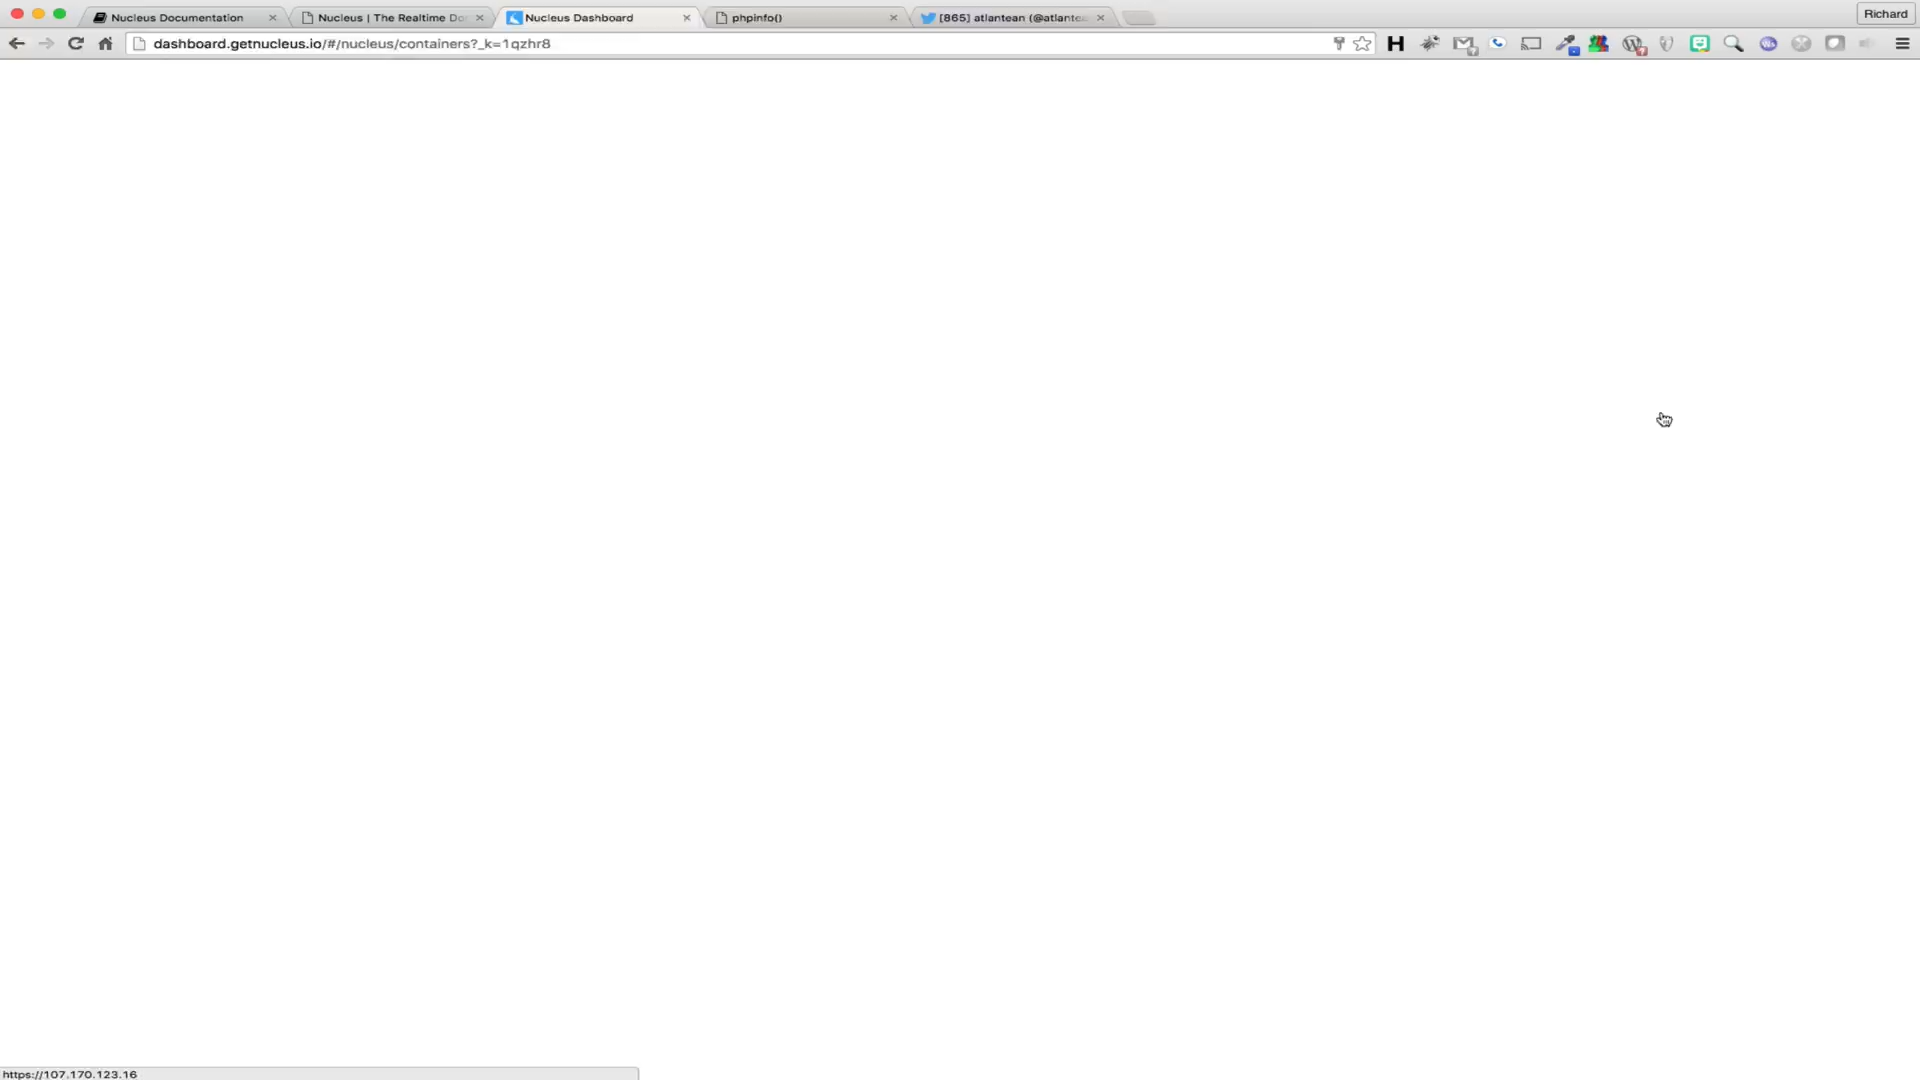 Nucleus Documentation
Nucleus | The Realtime Do
Nucleus Dashboard
phpinfo()
[865] atlantean (@atlantea
Richard
dashboard.getnucleus.io/#/nucleus/containers?_k=1qzhr8
H
https://107.170.123.16